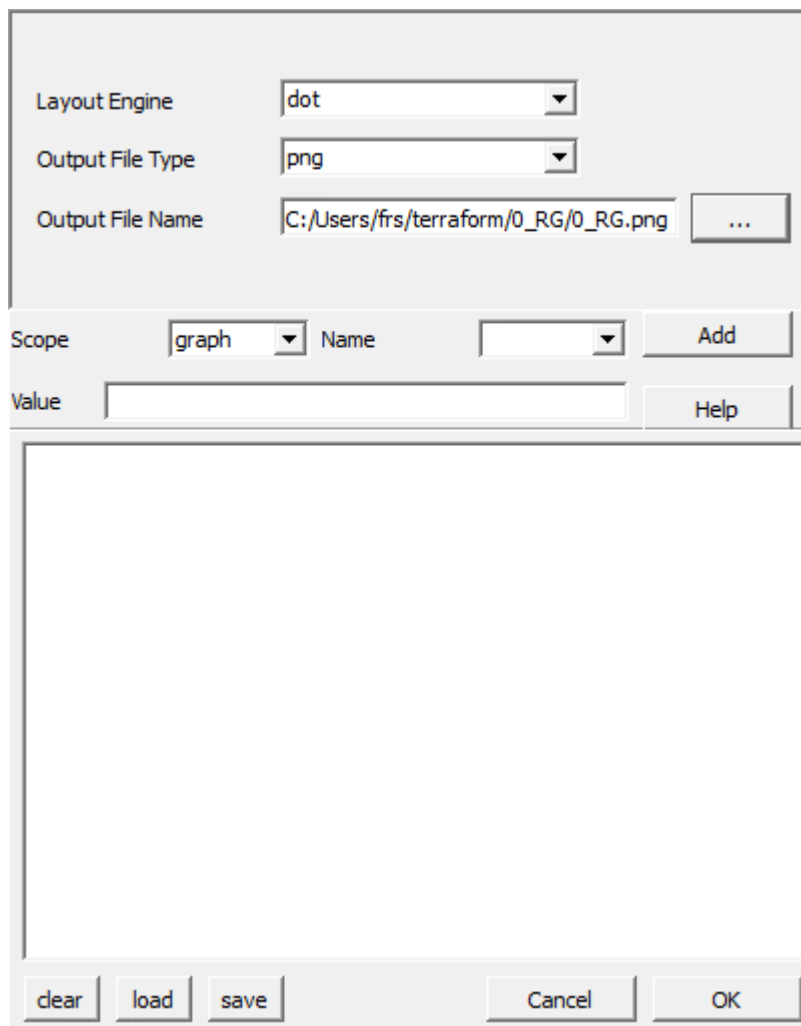 Layout Engine dot
Output File Type png
Output File Name C:/Users/frs/terraform/0_RG/0_RG.png ...
Scope graph Name Add
Value Help
clear load save Cancel OK